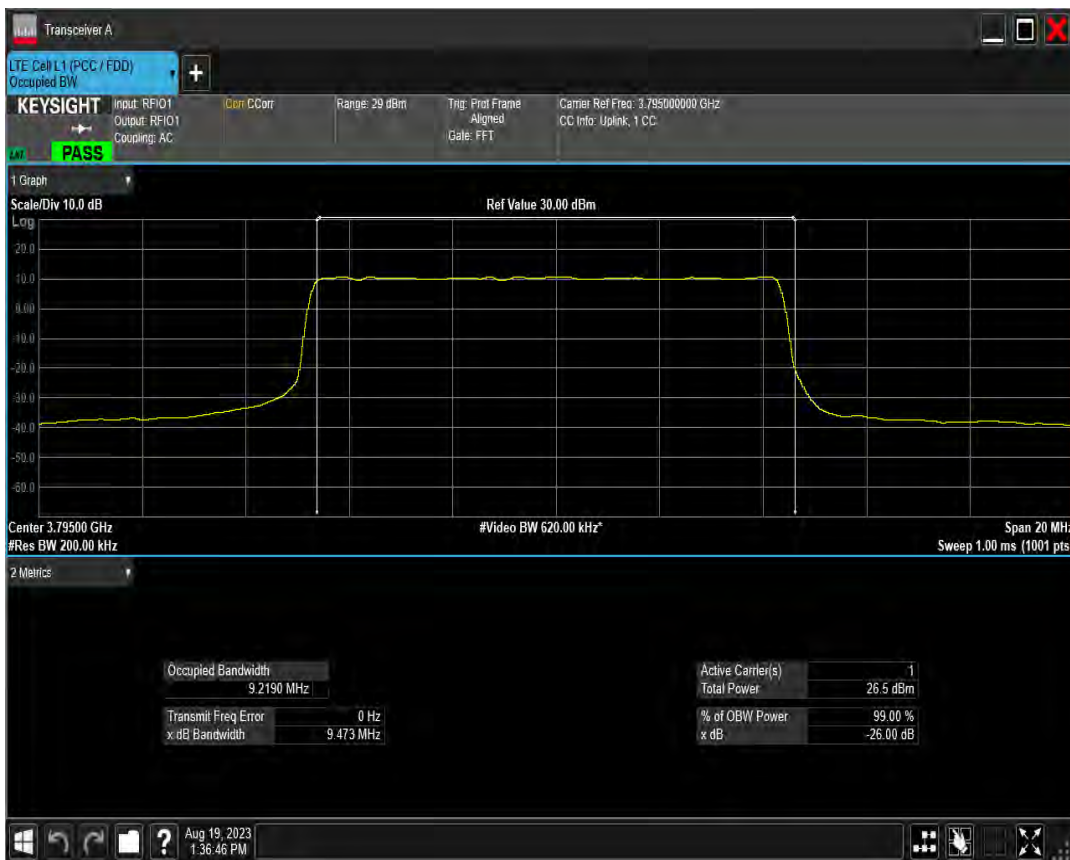 Transceiver A
LTE Cell L1 (PCC / FDD)
Occupied BW
+
KEYSIGHT
LNI
PASS
Input: RFIO1
Output: RFIO1
Coupling: AC
Corr CCorr
Range: 29 dBm
Trig: Prot Frame
Aligned
Gate: FFT
Carrier Ref Freq: 3.795000000 GHz
CC Info: Uplink, 1 CC
1 Graph
Scale/Div 10.0 dB
Ref Value 30.00 dBm
Log
20.0
10.0
0.00
-10.0
-20.0
-30.0
-40.0
-50.0
-60.0
Center 3.79500 GHz
#Video BW 620.00 kHz*
Span 20 MHz
#Res BW 200.00 kHz
Sweep 1.00 ms (1001 pts
2 Metrics
Occupied Bandwidth
9.2190 MHz
Transmit Freq Error 0 Hz
x dB Bandwidth 9.473 MHz
Active Carrier(s) 1
Total Power 26.5 dBm
% of OBW Power 99.00 %
x dB -26.00 dB
?
Aug 19, 2023
1:36:46 PM